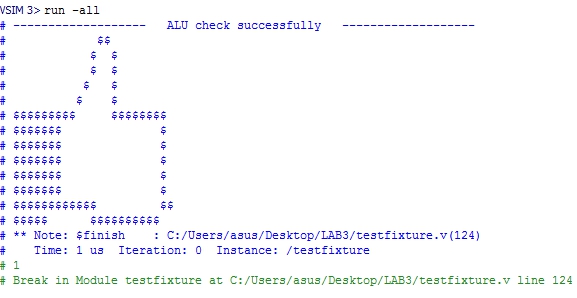 VSIM 3> run -all
# ------------------- ALU check successfully -------------------
#              $$
#             $  $
#             $  $
#            $   $
#           $    $
# $$$$$$$$$     $$$$$$$$
# $$$$$$$              $
# $$$$$$$              $
# $$$$$$$              $
# $$$$$$$              $
# $$$$$$$              $
# $$$$$$$$$$$$         $$
# $$$$$      $$$$$$$$$$
# ** Note: $finish    : C:/Users/asus/Desktop/LAB3/testfixture.v(124)
#    Time: 1 us  Iteration: 0  Instance: /testfixture
# 1
# Break in Module testfixture at C:/Users/asus/Desktop/LAB3/testfixture.v line 124